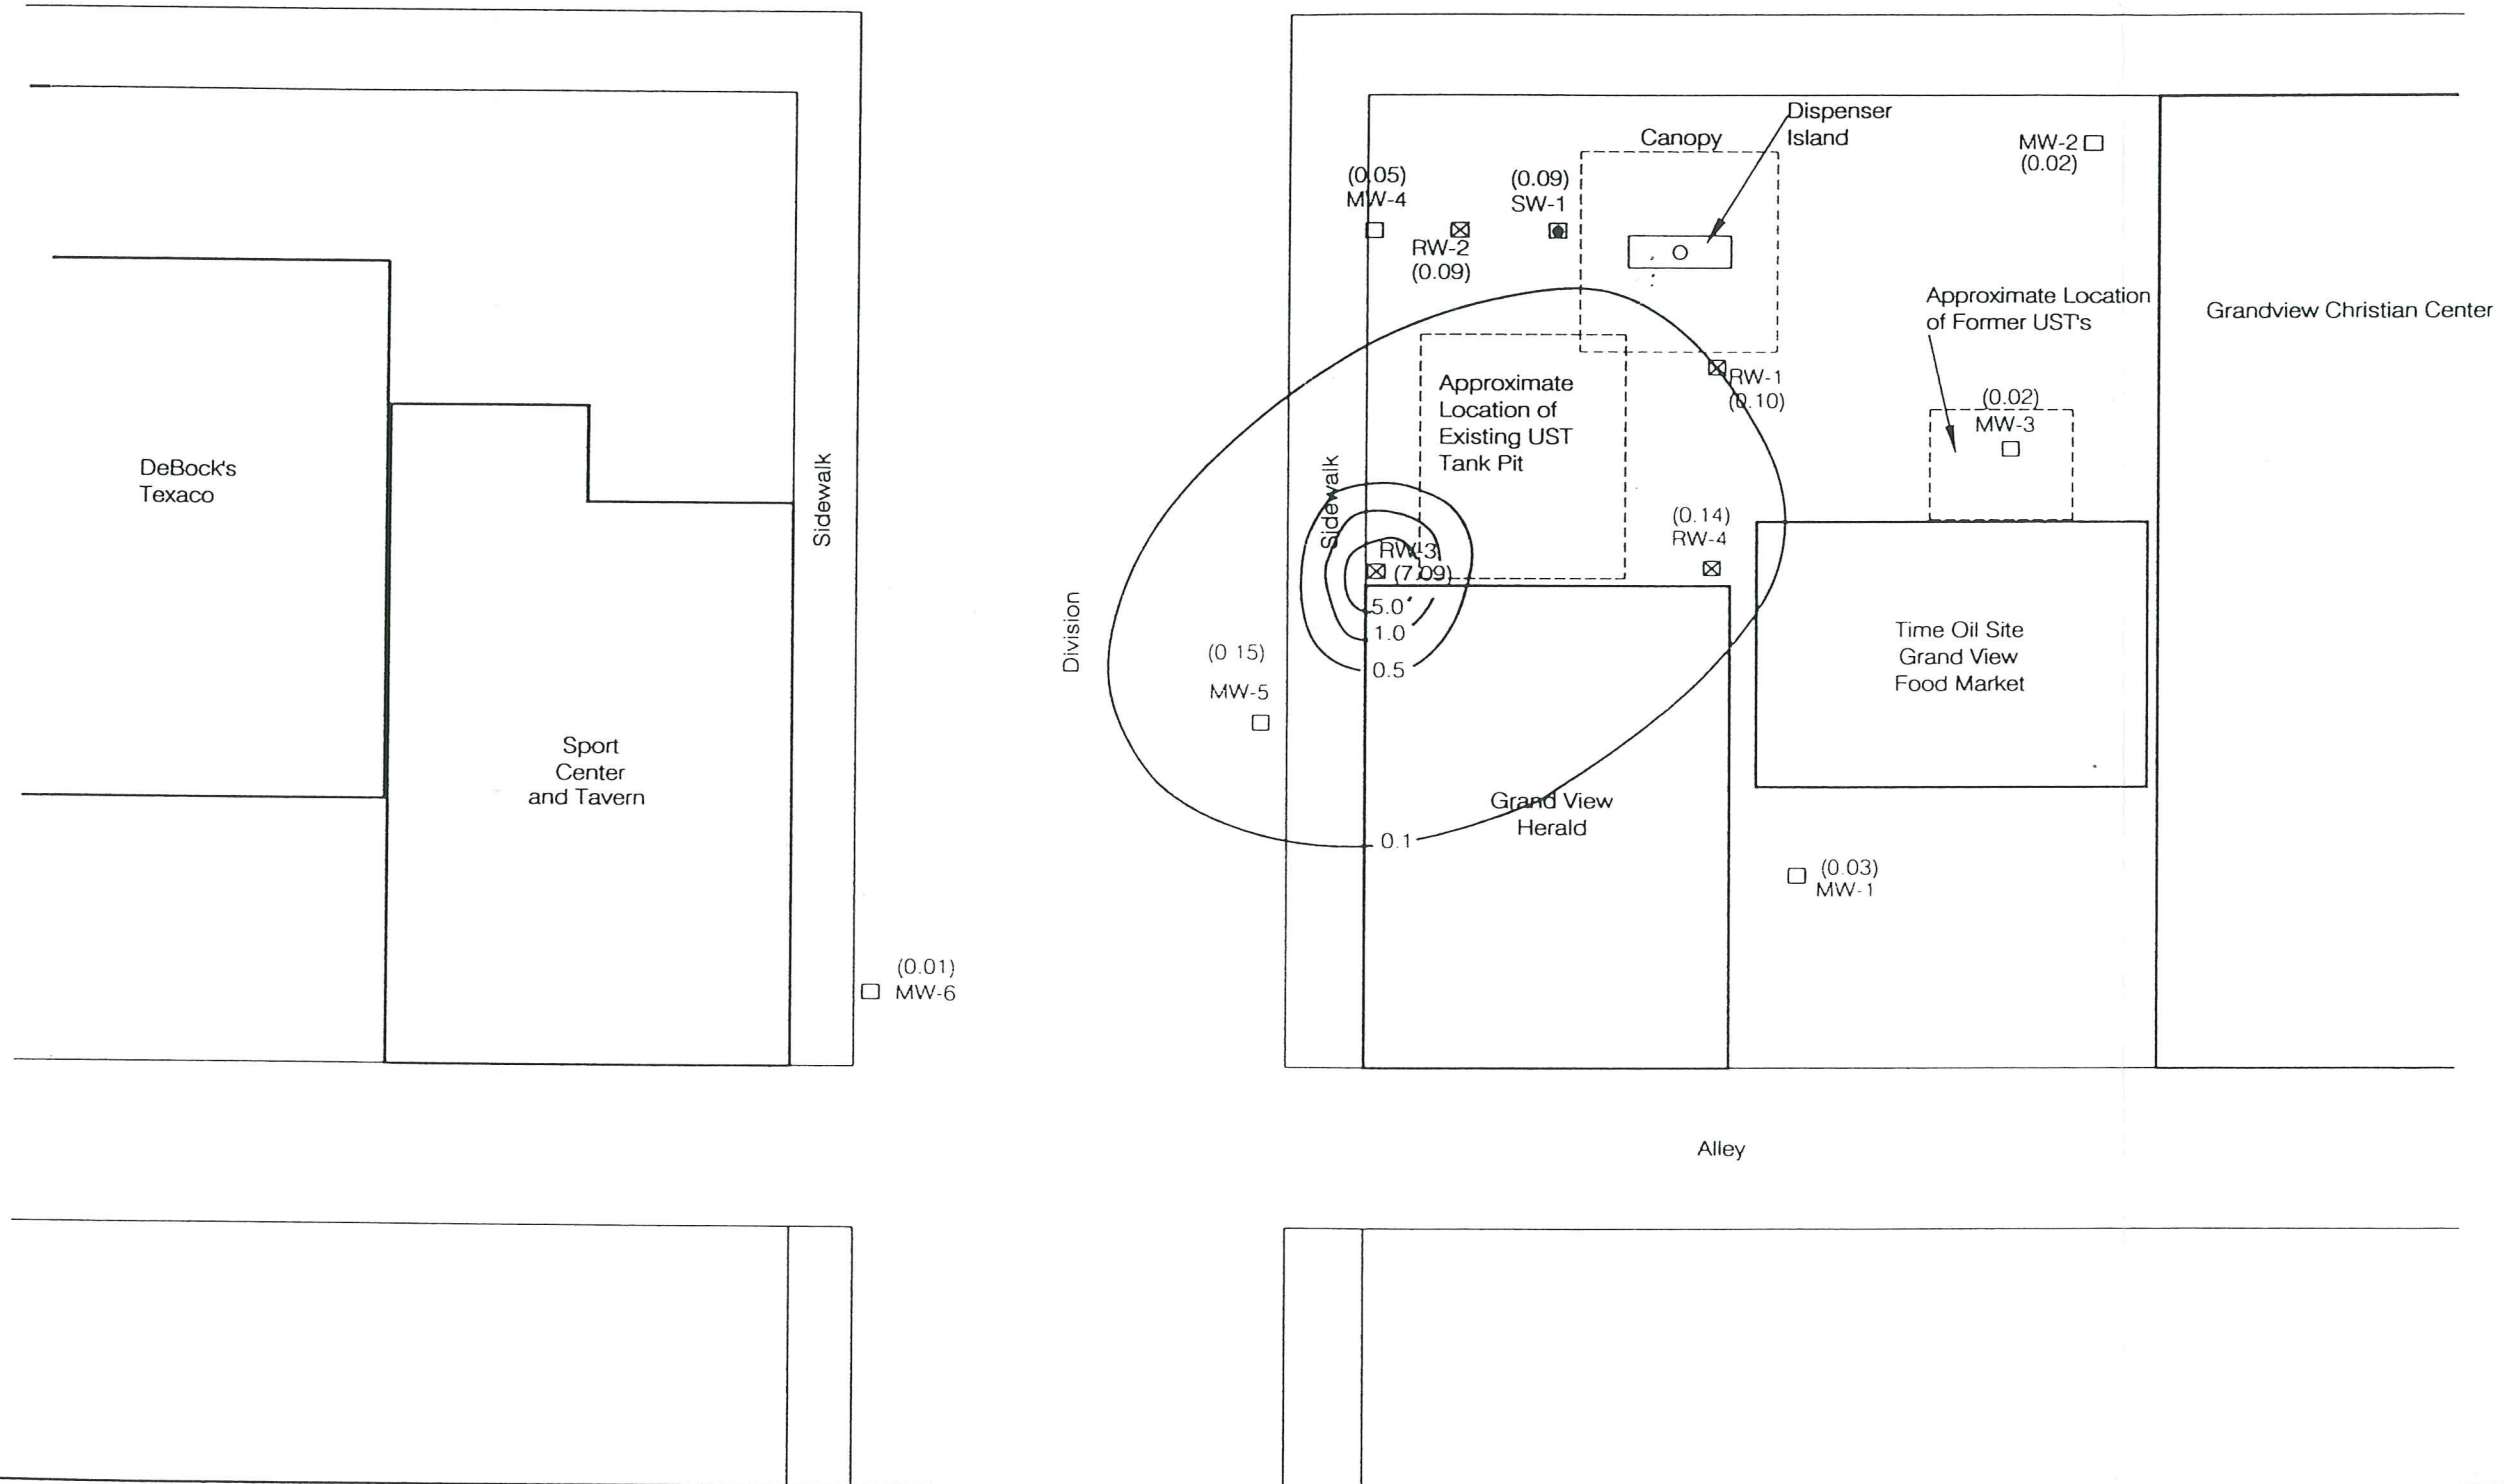 Dispenser
Island
Canopy
MW-2
(0.02)
(0.05)
MW-4
(0.09)
SW-1
RW-2
(0.09)
Approximate Location
of Former UST's
Grandview Christian Center
Approximate
Location of
Existing UST
Tank Pit
RW-1
(0.10)
(0.02)
MW-3
DeBock's
Texaco
Sidewalk
Sidewalk
(0.14)
RW-4
RW-3
(7.09)
5.0
1.0
0.5
Division
(0 15)
MW-5
Time Oil Site
Grand View
Food Market
Sport
Center
and Tavern
Grand View
Herald
0.1
(0.03)
MW-1
(0.01)
MW-6
Alley